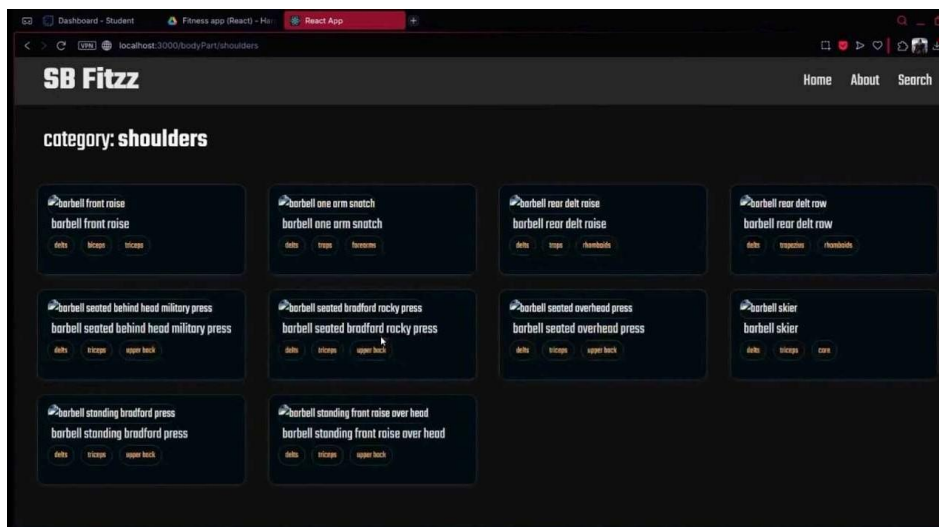 Dashboard - Student Fitness app (React) - Har React App
VPN localhost:3000/bodyPart/shoulders
SB Fitzz Home About Search
category: shoulders
barbell front raise barbell one arm snatch barbell rear delt raise barbell rear delt row
barbell front raise barbell one arm snatch barbell rear delt raise barbell rear delt row
delts biceps triceps delts traps forearms delts traps rhomboids delts trapezius rhomboids
barbell seated behind head military press barbell seated bradford rocky press barbell seated overhead press barbell skier
barbell seated behind head military press barbell seated bradford rocky press barbell seated overhead press barbell skier
delts triceps upper back delts triceps upper back delts triceps upper back delts triceps core
barbell standing bradford press barbell standing front raise over head
barbell standing bradford press barbell standing front raise over head
delts triceps upper back delts triceps upper back